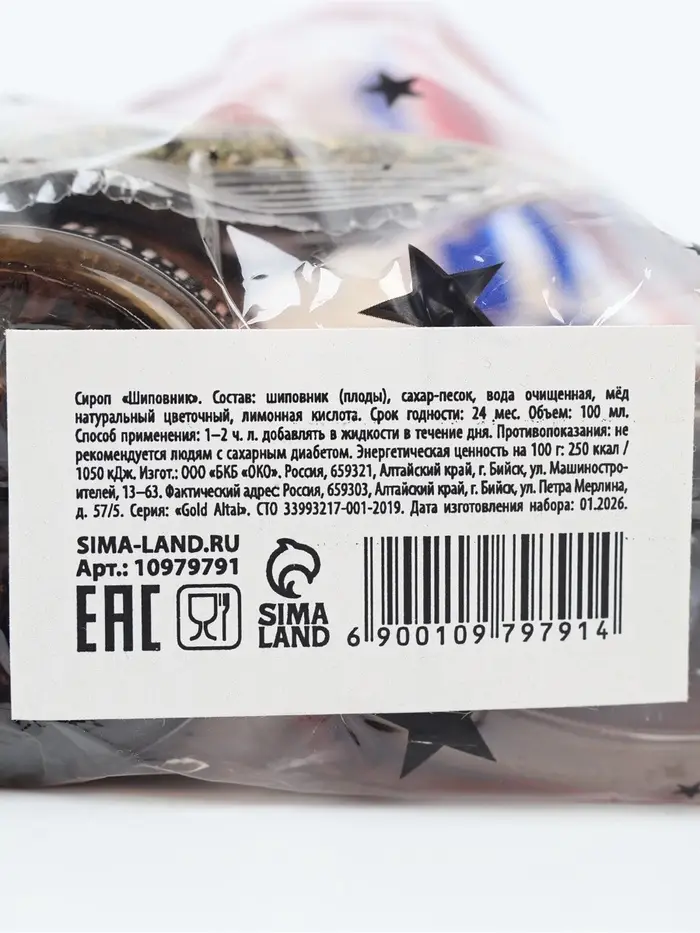 Сироп «Шиповник». Состав: шиповник (плоды), сахар-песок, вода очищенная, мёд
натуральный цветочный, лимонная кислота. Срок годности: 24 мес. Объем: 100 мл.
Способ применения: 1–2 ч. л. добавлять в жидкости в течение дня. Противопоказания: не
рекомендуется людям с сахарным диабетом. Энергетическая ценность на 100 г: 250 ккал /
1050 кДж. Изгот.: ООО «БКБ «ОКО». Россия, 659321, Алтайский край, г. Бийск, ул. Машиностро-
ителей, 13–63. Фактический адрес: Россия, 659303, Алтайский край, г. Бийск, ул. Петра Мерлина,
д. 57/5. Серия: «Gold Altai». СТО 33993217-001-2019. Дата изготовления набора: 01.2026.
SIMA-LAND.RU
Арт.: 10979791
EAC
SIMA
LAND
6 900109 797914